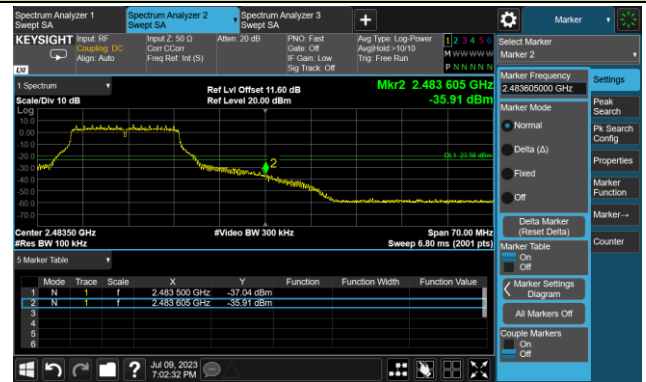 Spectrum Analyzer 1
Swept SA
Spectrum Analyzer 2
Swept SA
Spectrum Analyzer 3
Swept SA
+
Marker
KEYSIGHT
Input: RF
Coupling: DC
Align: Auto
Input Z: 50 Ω
Corr CCorr
Freq Ref: Int (S)
Atten: 20 dB
PNO: Fast
Gate: Off
IF Gain: Low
Sig Track: Off
Avg Type: Log-Power
Avg|Hold:>10/10
Trig: Free Run
1 2 3 4 5 6
M W W W W W
P N N N N N
LXI
Select Marker
Marker 2
1 Spectrum
Scale/Div 10 dB
Log
Ref Lvl Offset 11.60 dB
Ref Level 20.00 dBm
Mkr2 2.483 605 GHz
-35.91 dBm
10.0
0.00
-10.0
-20.0
-30.0
-40.0
-50.0
-60.0
-70.0
DL1 -23.58 dBm
2
Center 2.48350 GHz
#Res BW 100 kHz
#Video BW 300 kHz
Span 70.00 MHz
Sweep 6.80 ms (2001 pts)
5 Marker Table
Mode Trace Scale X Y Function Function Width Function Value
1 N 1 f 2.483 500 GHz -37.04 dBm
2 N 1 f 2.483 605 GHz -35.91 dBm
3
4
5
6
Marker Frequency
2.483605000 GHz
Marker Mode
Normal
Delta (Δ)
Fixed
Off
Delta Marker
(Reset Delta)
Marker Table
On
Off
Marker Settings
Diagram
All Markers Off
Couple Markers
On
Off
Settings
Peak
Search
Pk Search
Config
Properties
Marker
Function
Marker→
Counter
?
Jul 09, 2023
7:02:32 PM